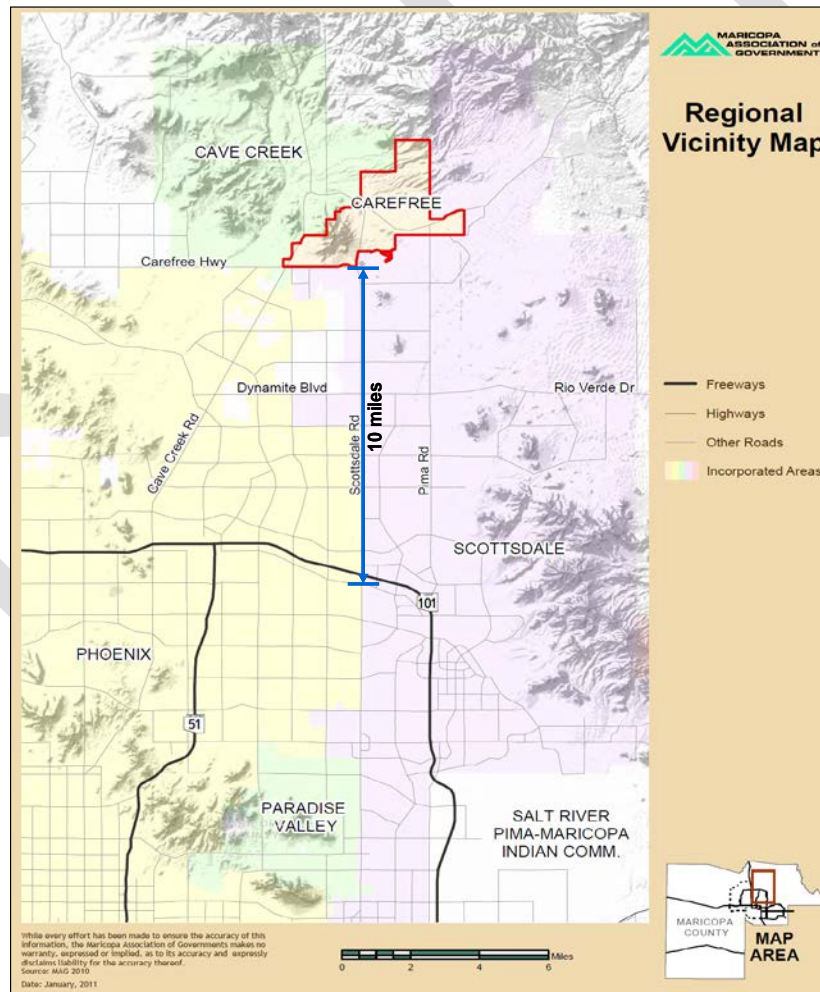 MARICOPA
ASSOCIATION of
GOVERNMENT
Regional
Vicinity Map
CAVE CREEK
CAREFREE
Carefree Hwy
Dynamite Blvd
Rio Verde Dr
Cave Creek Rd
Scottsdale Rd
10 miles
Pima Rd
Freeways
Highways
Other Roads
Incorporated Areas
SCOTTSDALE
101
PHOENIX
51
PARADISE
VALLEY
SALT RIVER
PIMA-MARICOPA
INDIAN COMM.
MARICOPA
COUNTY
MAP
AREA
While every effort has been made to ensure the accuracy of this
information, the Maricopa Association of Governments makes no
warranty, expressed or implied, as to its accuracy and expressly
disclaims liability for the accuracy thereof.
Source: MAG 2010
Date: January, 2011
0 2 4 6
Miles